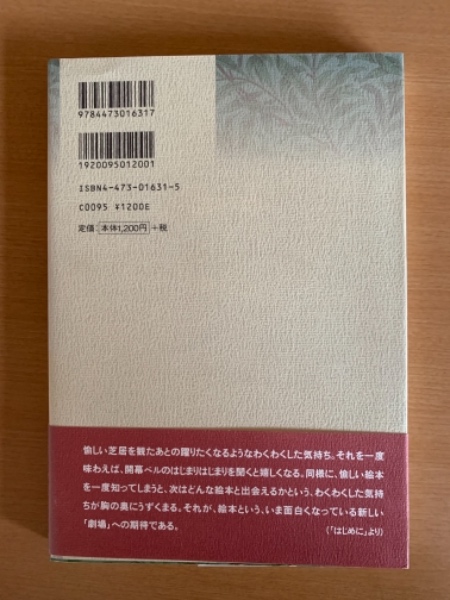 9784473016317
1920095012001
ISBN4-473-01631-5
C0095 ¥1200E
定価:本体1,200円+税
愉しい芝居を観たあとの躍りたくなるようなわくわくした気持ち。それを一度
味わえば、開幕ベルのはじまりはじまりを聞くと嬉しくなる。同様に、愉しい絵本
を一度知ってしまうと、次はどんな絵本と出会えるかという、わくわくした気持
ちが胸の奥にうずくまる。それが、絵本という、いま面白くなっている新しい
「劇場」への期待である。
(「はじめに」より)